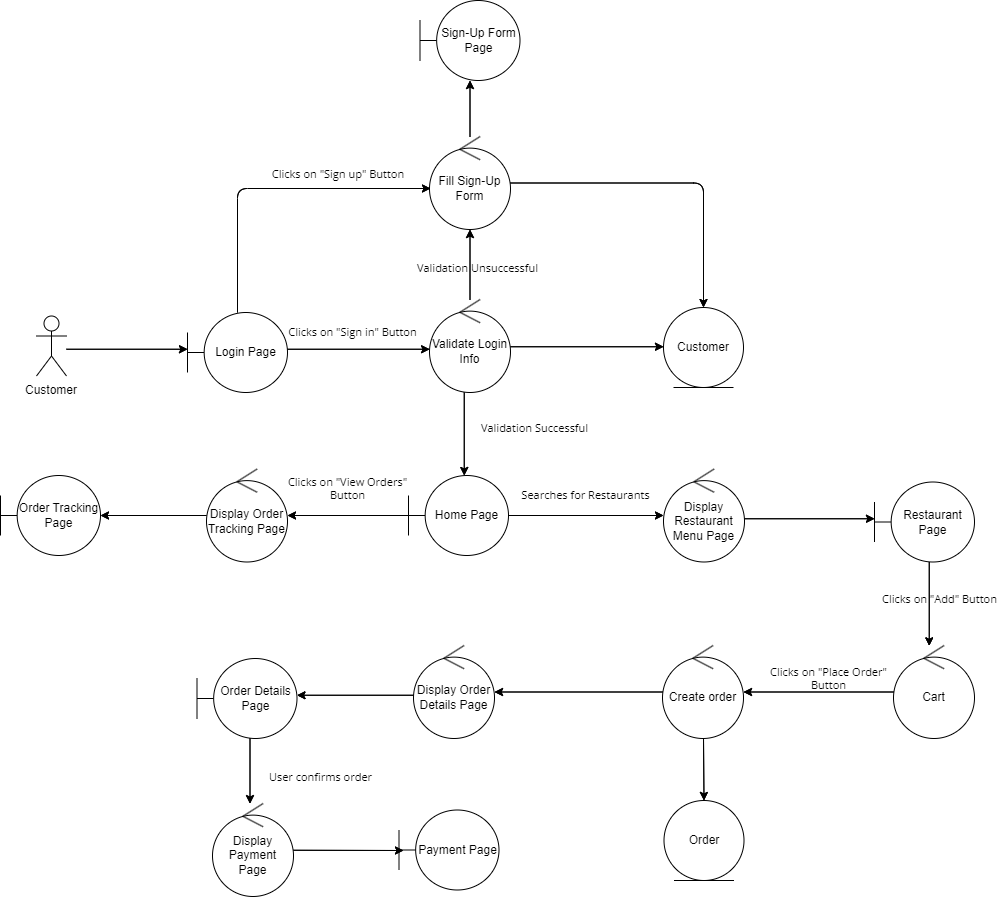 Sign-Up Form
Page
Clicks on "Sign up" Button
Fill Sign-Up
Form
Validation Unsuccessful
Customer
Login Page
Clicks on "Sign in" Button
Validate Login
Info
Customer
Validation Successful
Order Tracking
Page
Display Order
Tracking Page
Clicks on "View Orders"
Button
Home Page
Searches for Restaurants
Display
Restaurant
Menu Page
Restaurant
Page
Clicks on "Add" Button
Order Details
Page
Display Order
Details Page
Create order
Clicks on "Place Order"
Button
Cart
User confirms order
Display
Payment
Page
Payment Page
Order